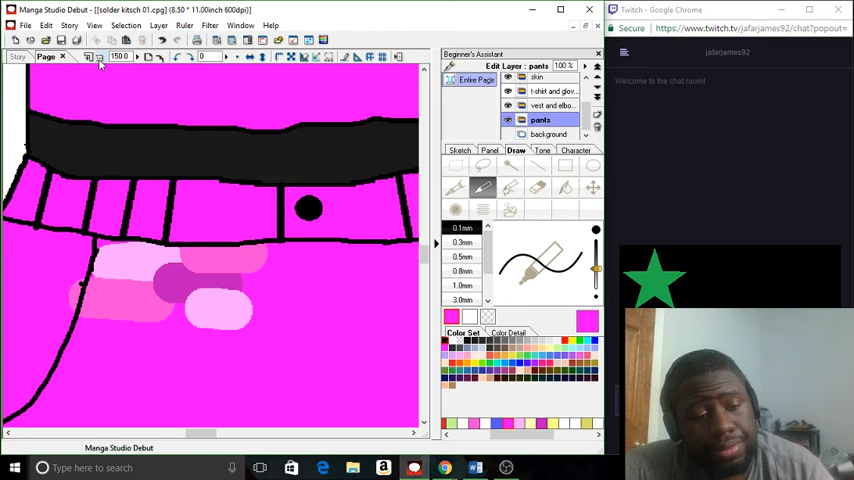 Manga Studio Debut - [[solder kitsch 01.cpg] (8.50 * 11.00inch 600dpi)]
File Edit Story View Selection Layer Ruler Filter Window Help
Story Page 150.0 0
Beginner's Assistant
Edit Layer : pants 100 %
Entire Page
skin
t-shirt and glov...
vest and elbo...
pants
background
Sketch Panel Draw Tone Character
0.1mm
0.3mm
0.5mm
0.8mm
1.0mm
3.0mm
Color Set Color Detail
Manga Studio Debut
Type here to search
Twitch - Google Chrome
Secure https://www.twitch.tv/jafarjames92/chat?popout=
jafarjames92
Welcome to the chat room!